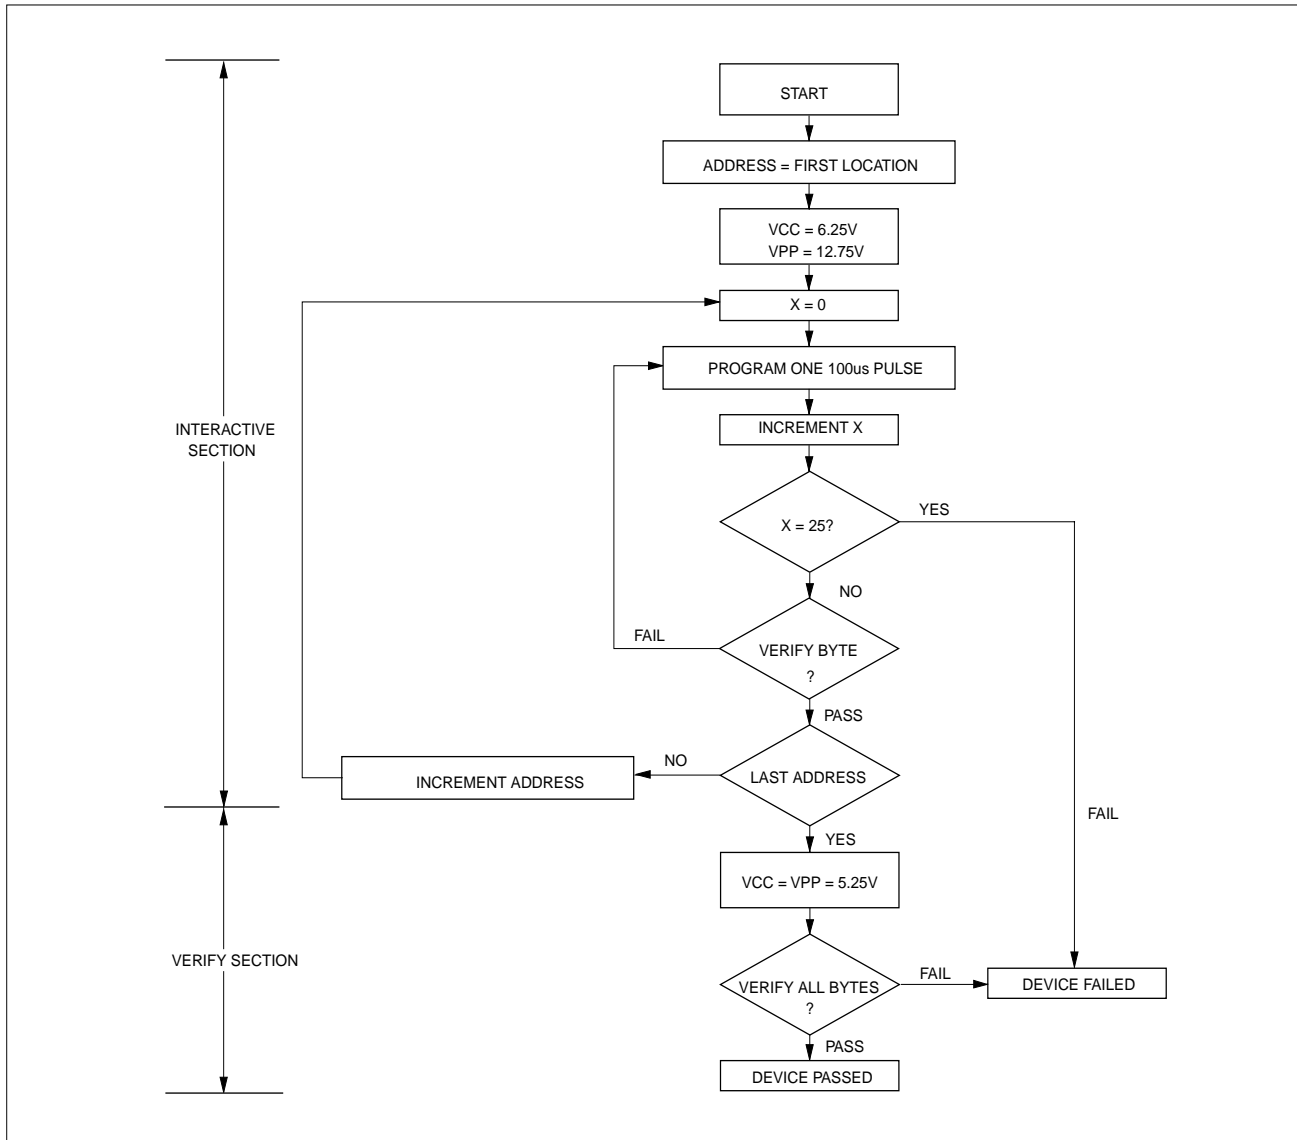 START
ADDRESS = FIRST LOCATION
VCC = 6.25V
VPP = 12.75V
X = 0
PROGRAM ONE 100us PULSE
INCREMENT X
INTERACTIVE
SECTION
X = 25?
YES
NO
FAIL
VERIFY BYTE
?
PASS
NO
INCREMENT ADDRESS
LAST ADDRESS
FAIL
YES
VCC = VPP = 5.25V
VERIFY SECTION
VERIFY ALL BYTES
?
FAIL
DEVICE FAILED
PASS
DEVICE PASSED